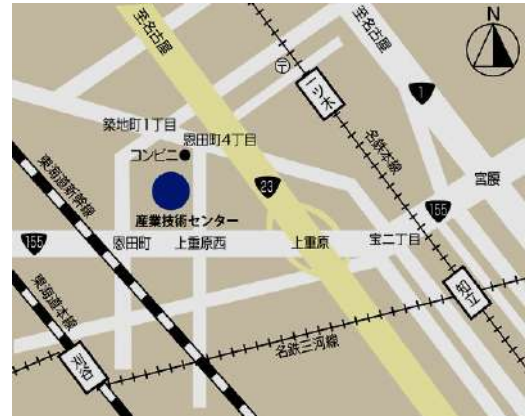 至名古屋
至名古屋
N
一ツ木
1
築地町1丁目
恩田町4丁目
コンビニ
名鉄本線
東海道新幹線
23
宮腰
155
産業技術センター
155
恩田町
上重原西
上重原
宝二丁目
知立
東海道本線
名鉄三河線
刈谷